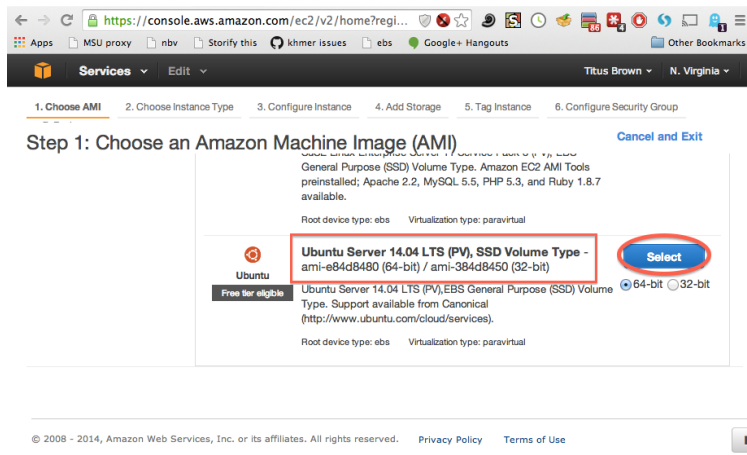 https://console.aws.amazon.com/ec2/v2/home?regi...
86
4
1
Apps MSU proxy nbv Storify this khmer issues ebs Google+ Hangouts Other Bookmarks
Services Edit Titus Brown N. Virginia
1. Choose AMI 2. Choose Instance Type 3. Configure Instance 4. Add Storage 5. Tag Instance 6. Configure Security Group
Step 1: Choose an Amazon Machine Image (AMI) Cancel and Exit
General Purpose (SSD) Volume Type. Amazon EC2 AMI Tools
preinstalled; Apache 2.2, MySQL 5.5, PHP 5.3, and Ruby 1.8.7
available.
Root device type: ebs Virtualization type: paravirtual
Ubuntu
Free tier eligible
Ubuntu Server 14.04 LTS (PV), SSD Volume Type -
ami-e84d8480 (64-bit) / ami-384d8450 (32-bit)
Select
64-bit 32-bit
Ubuntu Server 14.04 LTS (PV),EBS General Purpose (SSD) Volume
Type. Support available from Canonical
(http://www.ubuntu.com/cloud/services).
Root device type: ebs Virtualization type: paravirtual
© 2008 - 2014, Amazon Web Services, Inc. or its affiliates. All rights reserved. Privacy Policy Terms of Use